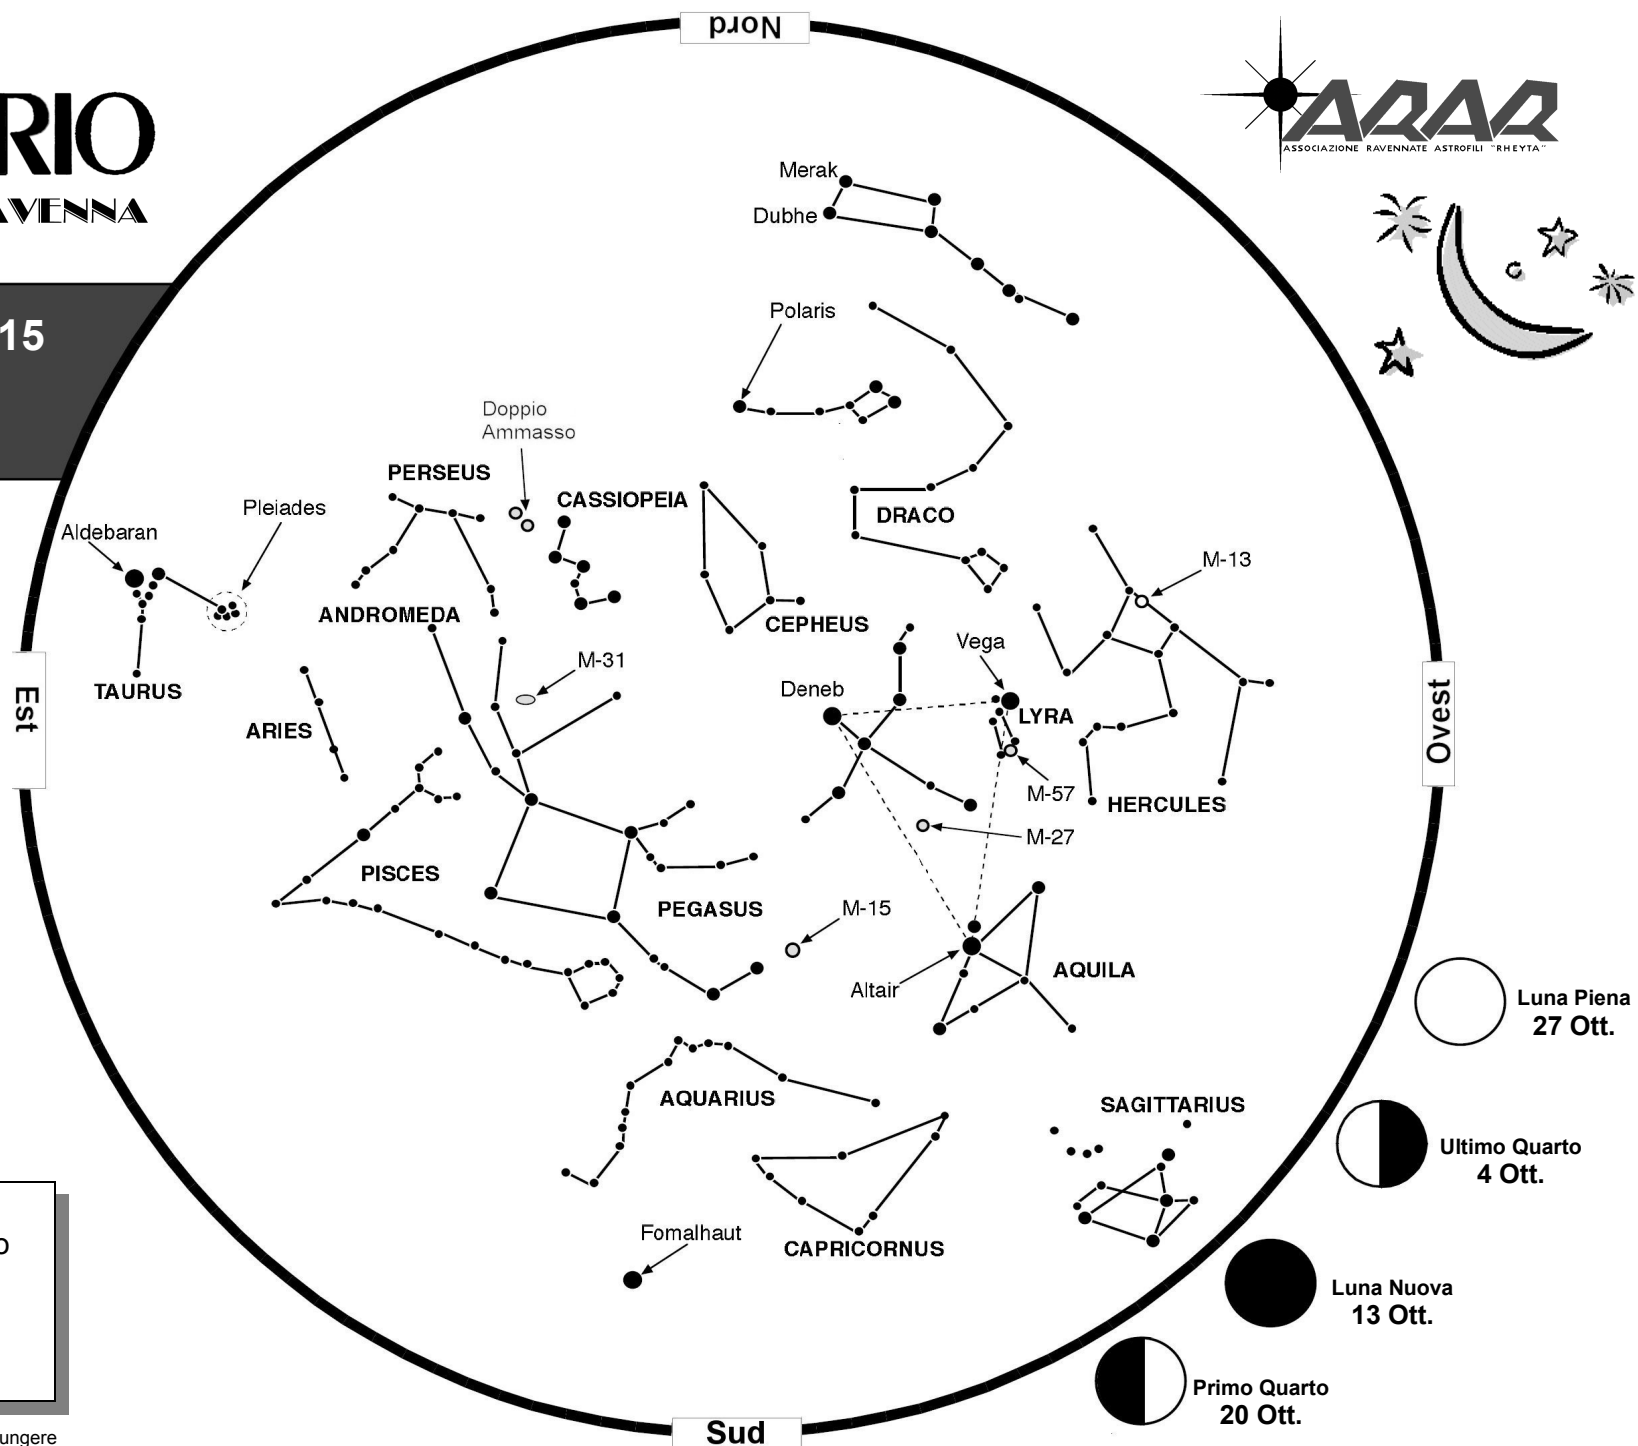 Nord
RIO
AVENNA
15
ARAR
ASSOCIAZIONE RAVENNATE ASTROFILI "RHEYTA"
Merak
Dubhe
Polaris
Doppio
Ammasso
PERSEUS
CASSIOPEIA
Pleiades
Aldebaran
DRACO
M-13
ANDROMEDA
CEPHEUS
Vega
M-31
TAURUS
Deneb
LYRA
Est
ARIES
Ovest
M-57
HERCULES
M-27
PISCES
PEGASUS
M-15
AQUILA
Altair
Luna Piena
27 Ott.
AQUARIUS
SAGITTARIUS
Ultimo Quarto
4 Ott.
Fomalhaut
CAPRICORNUS
o
Luna Nuova
13 Ott.
Primo Quarto
20 Ott.
Sud
ungere